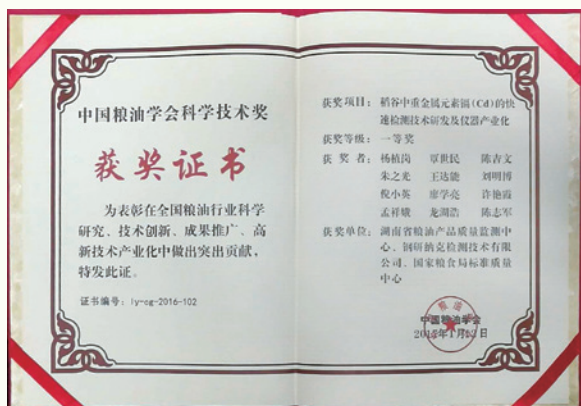 中国粮油学会科学技术奖
获奖证书
为表彰在全国粮油行业科学
研究、技术创新、成果推广、高
新技术产业化中做出突出贡献,
特发此证。
证书编号:ly-cg-2016-102
获奖项目:稻谷中重金属元素镉(Cd)的快
速检测技术研发及仪器产业化
获奖等级:一等奖
获奖者:杨植岗 覃世民 陈吉文
朱之光 王达能 刘明博
倪小英 廖学亮 许艳霞
孟祥娥 龙湖浩 陈志军
获奖单位:湖南省粮油产品质量监测中
心、钢研纳克检测技术有限
公司、国家粮食局标准质量
中心
中国粮油学会